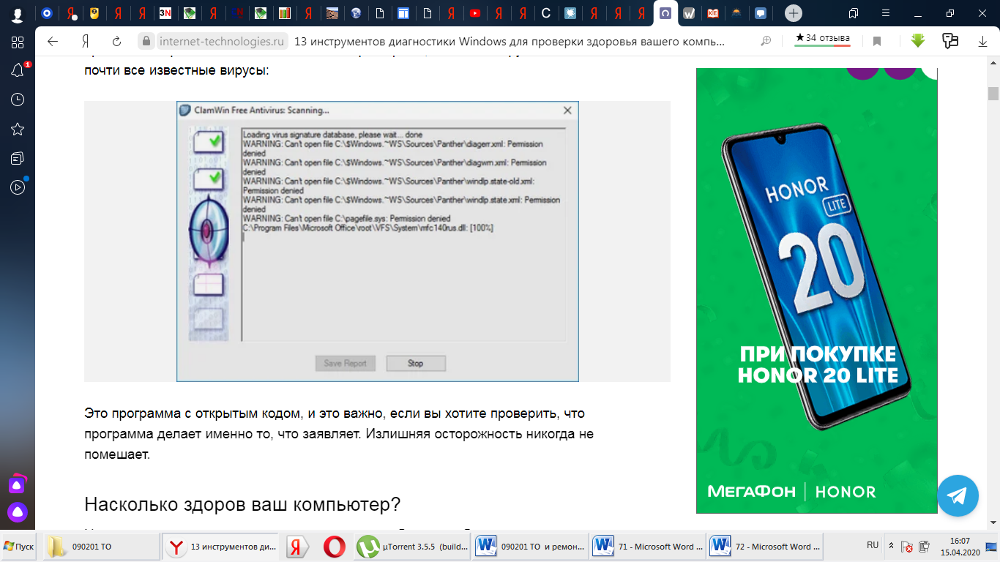 internet-technologies.ru
13 инструментов диагностики Windows для проверки здоровья вашего компь...
34 отзыва
1
почти все известные вирусы:
ClamWin Free Antivirus: Scanning...
Loading virus signature database, please wait... done
WARNING: Can't open file C:\$Windows.~WS\Sources\Panther\diagerr.xml: Permission
denied
WARNING: Can't open file C:\$Windows.~WS\Sources\Panther\diagwrn.xml: Permission
denied
WARNING: Can't open file C:\$Windows.~WS\Sources\Panther\windlp.state-old.xml:
Permission denied
WARNING: Can't open file C:\$Windows.~WS\Sources\Panther\windlp.state.xml: Permission
denied
WARNING: Can't open file C:\pagefile.sys: Permission denied
C:\Program Files\Microsoft Office\root\VFS\System\mfc140rus.dll: [100%]
Save Report
Stop
Это программа с открытым кодом, и это важно, если вы хотите проверить, что
программа делает именно то, что заявляет. Излишняя осторожность никогда не
помешает.
Насколько здоров ваш компьютер?
HONOR
LITE
20
ПРИ ПОКУПКЕ
HONOR 20 LITE
МЕГАФОН
HONOR
Пуск
090201 ТО
13 инструментов ди...
µTorrent 3.5.5 (build...
090201 ТО и ремон...
71 - Microsoft Word ...
72 - Microsoft Word ...
RU
16:07
15.04.2020